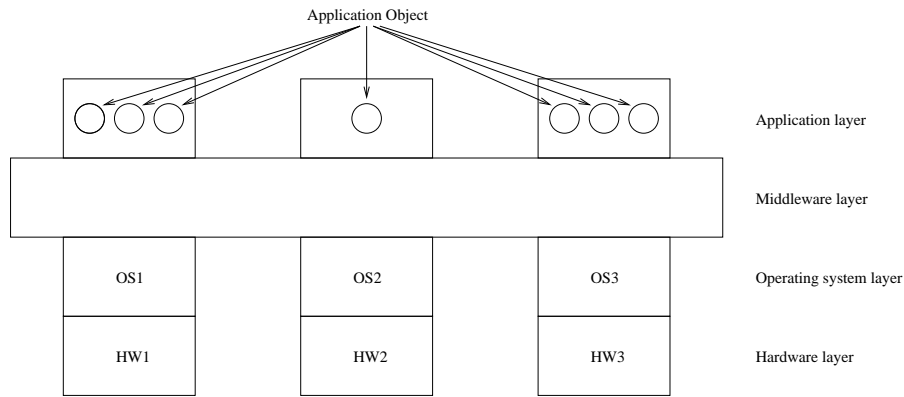 Application Object
Application layer
Middleware layer
OS1 OS2 OS3 Operating system layer
HW1 HW2 HW3 Hardware layer